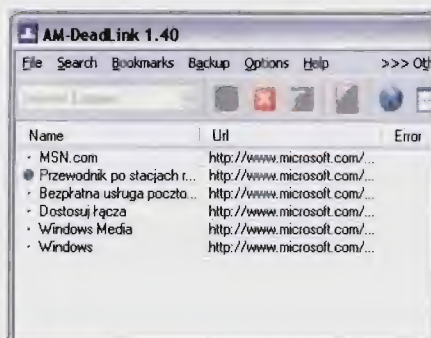 AM-DeadLink 1.40
File Search Bookmarks Backup Options Help >>> Oth
Name Url Error
MSN.com http://www.microsoft.com/...
Przewodnik po stacjach r... http://www.microsoft.com/...
Bezpłatna usługa poczto... http://www.microsoft.com/...
Dostosuj łącza http://www.microsoft.com/...
Windows Media http://www.microsoft.com/...
Windows http://www.microsoft.com/...